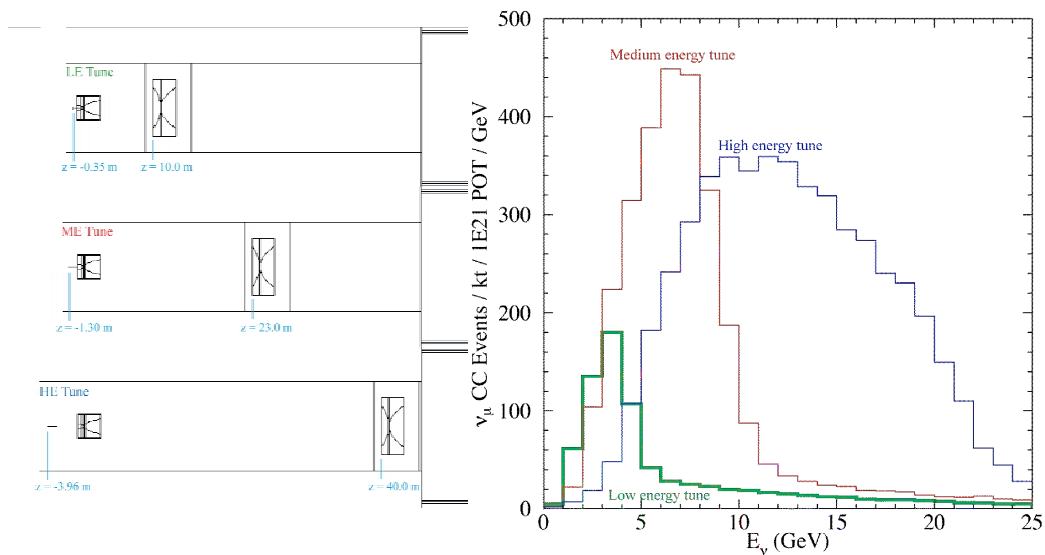 LE Tune
z = -0.35 m
z = 10.0 m
ME Tune
z = -1.30 m
z = 23.0 m
HE Tune
z = -3.96 m
z = 40.0 m
ν_μ CC Events / kt / 1E21 POT / GeV
500
400
300
200
100
0
Medium energy tune
High energy tune
Low energy tune
0 5 10 15 20 25
E_ν (GeV)